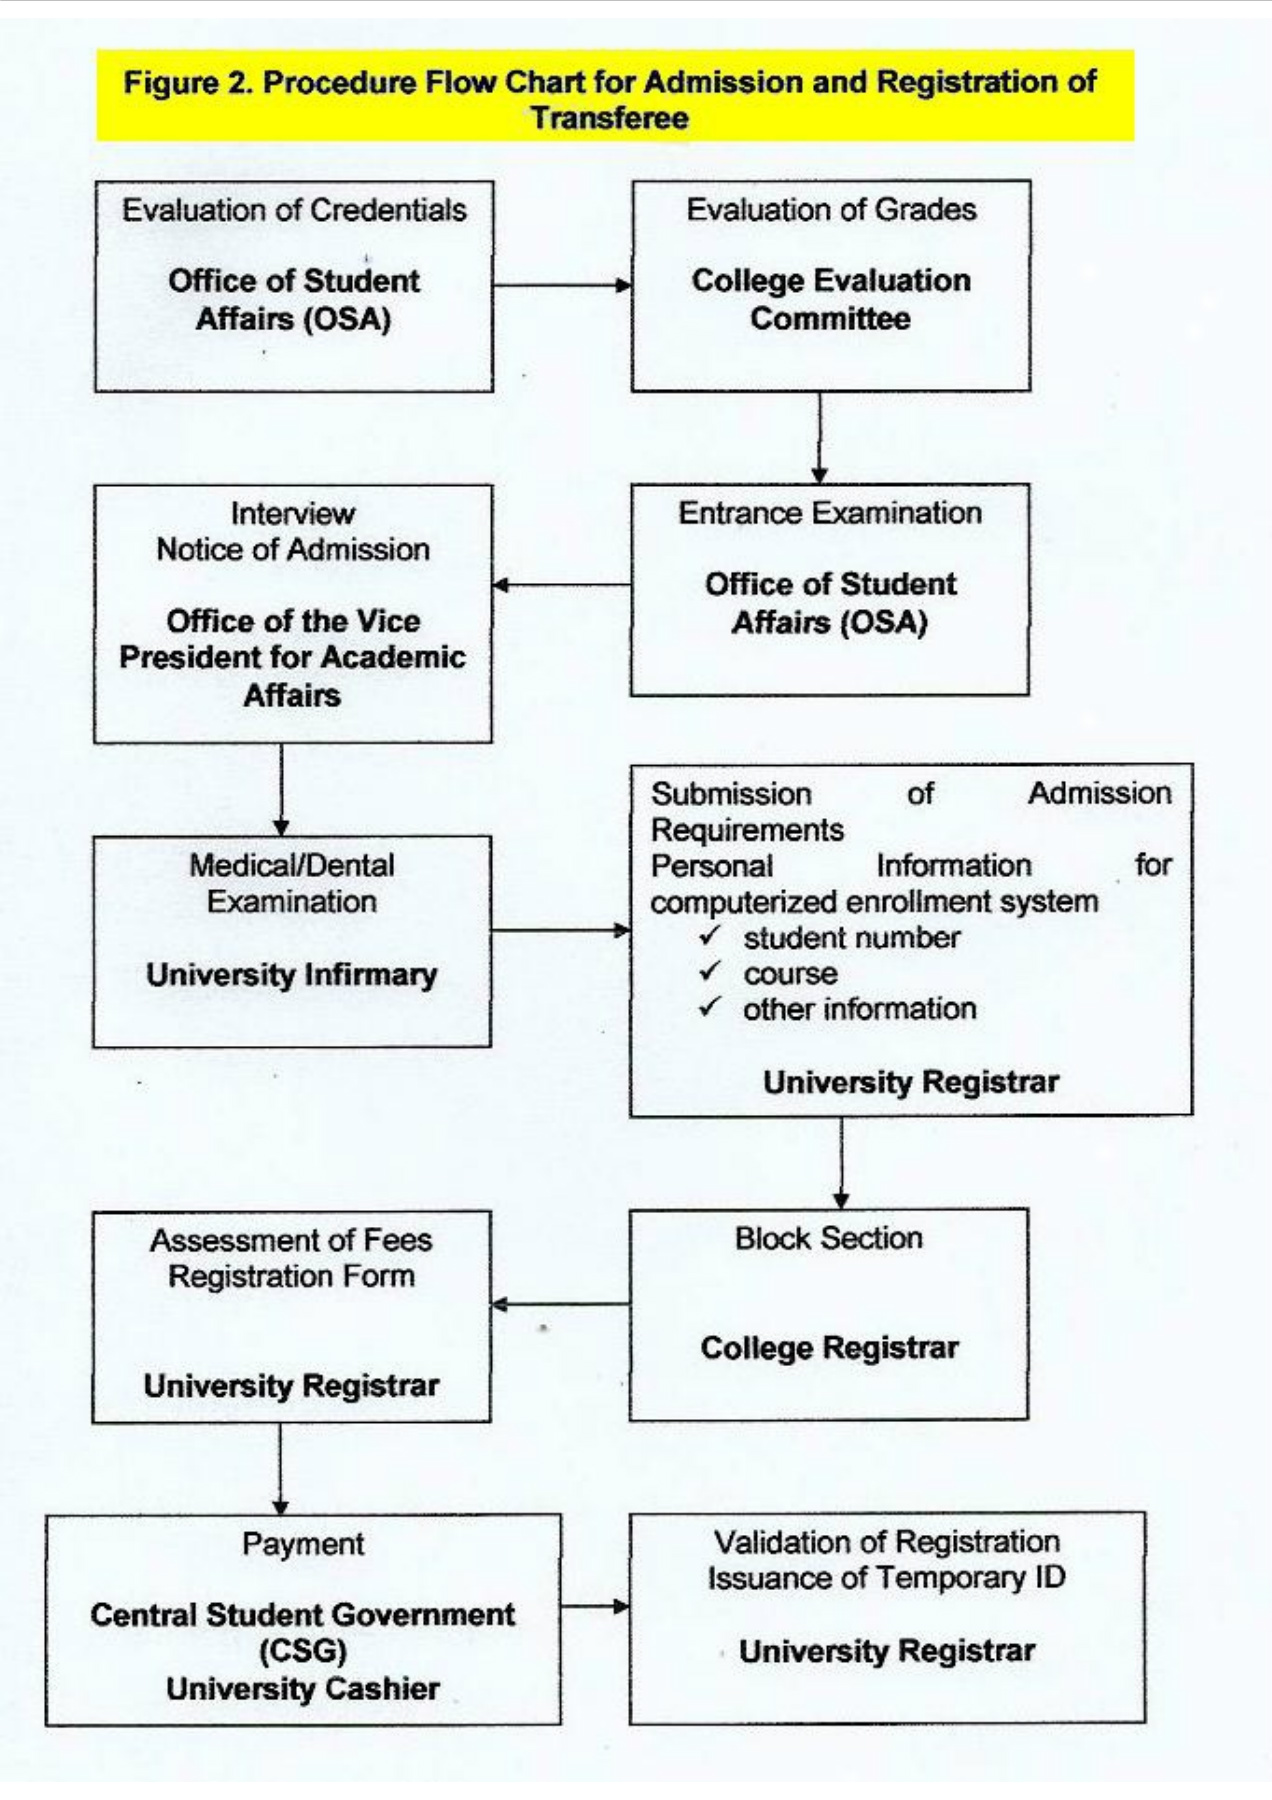 Figure 2. Procedure Flow Chart for Admission and Registration of
Transferee
Evaluation of Credentials
Office of Student
Affairs (OSA)
Evaluation of Grades
College Evaluation
Committee
Entrance Examination
Office of Student
Affairs (OSA)
Interview
Notice of Admission
Office of the Vice
President for Academic
Affairs
Medical/Dental
Examination
University Infirmary
Submission of Admission
Requirements
Personal Information for
computerized enrollment system
✓ student number
✓ course
✓ other information
University Registrar
Block Section
College Registrar
Assessment of Fees
Registration Form
University Registrar
Payment
Central Student Government
(CSG)
University Cashier
Validation of Registration
Issuance of Temporary ID
University Registrar